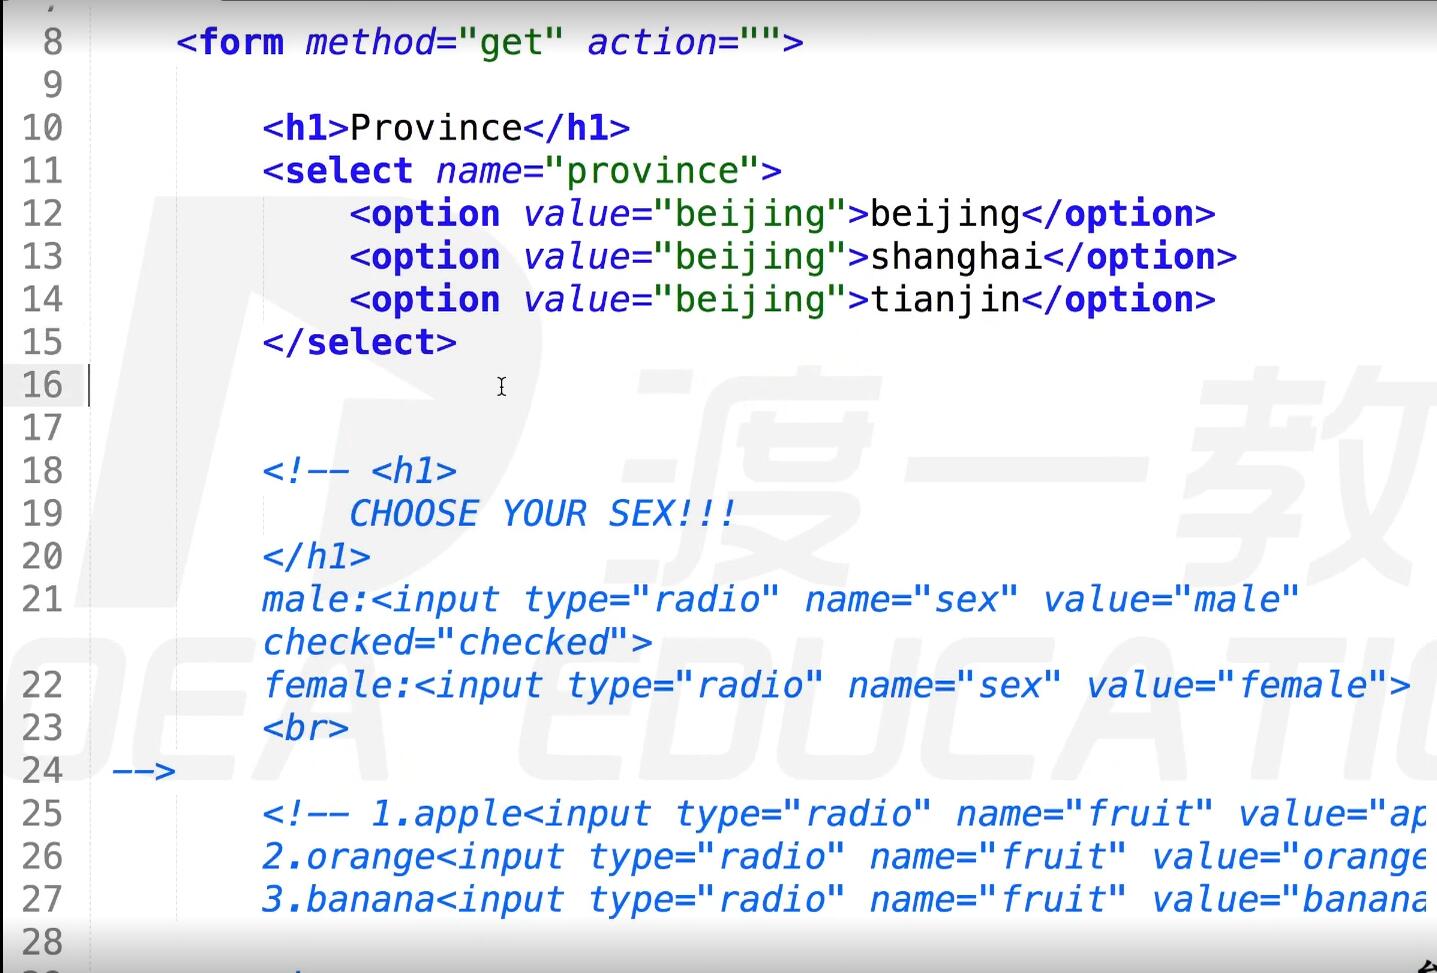 8 <form method="get" action="">
9
10 <h1>Province</h1>
11 <select name="province">
12 <option value="beijing">beijing</option>
13 <option value="beijing">shanghai</option>
14 <option value="beijing">tianjin</option>
15 </select>
16
17
18 <!-- <h1>
19 CHOOSE YOUR SEX!!!
20 </h1>
21 male:<input type="radio" name="sex" value="male"
checked="checked">
22 female:<input type="radio" name="sex" value="female">
23 <br>
24 -->
25 <!-- 1.apple<input type="radio" name="fruit" value="ap
26 2.orange<input type="radio" name="fruit" value="orange
27 3.banana<input type="radio" name="fruit" value="banana
28
渡一教
EDUCATIO